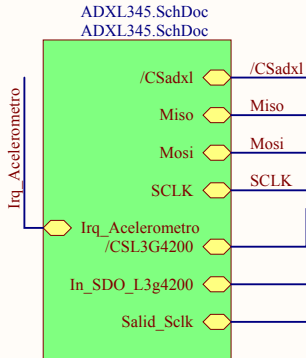 ADXL345.SchDoc
ADXL345.SchDoc
/CSadxl /CSadxl
Miso Miso
Mosi Mosi
SCLK SCLK
Irq_Acelerometro
Irq_Acelerometro
/CSL3G4200
In_SDO_L3g4200
Salid_Sclk